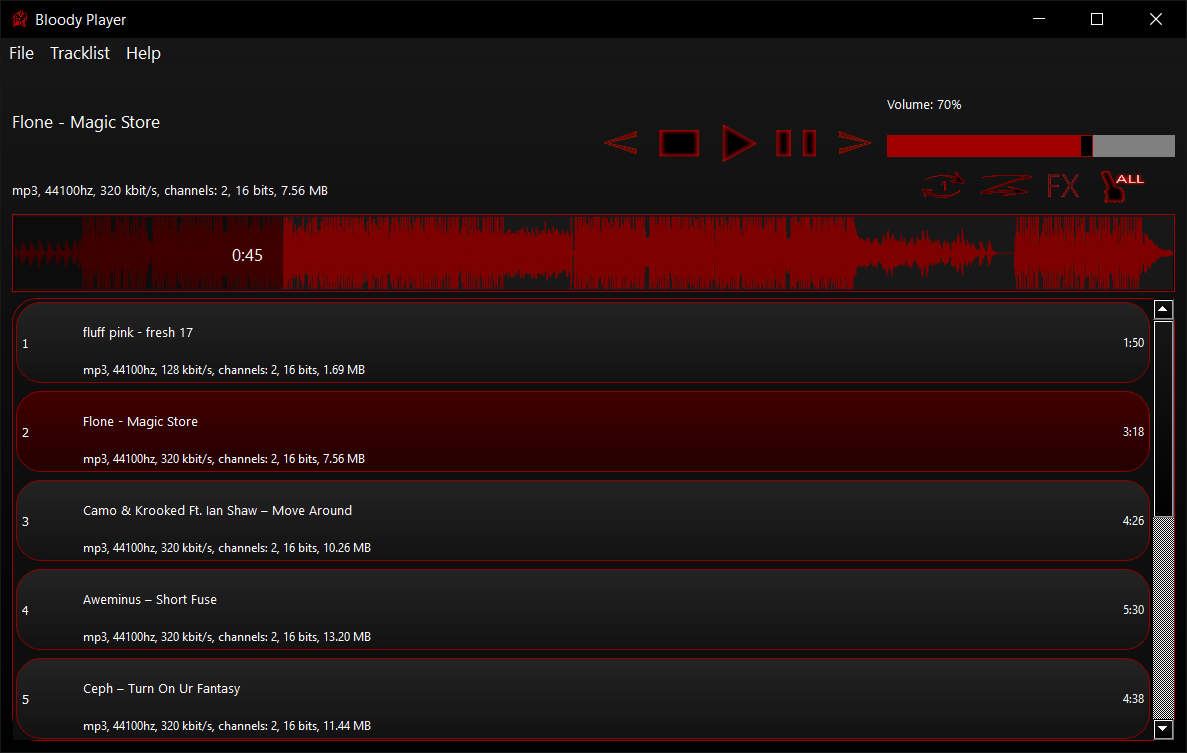 Bloody Player
File Tracklist Help
Volume: 70%
Flone - Magic Store
mp3, 44100hz, 320 kbit/s, channels: 2, 16 bits, 7.56 MB
1 FX ALL
0:45
fluff pink - fresh 17
1 1:50
mp3, 44100hz, 128 kbit/s, channels: 2, 16 bits, 1.69 MB
Flone - Magic Store
2 3:18
mp3, 44100hz, 320 kbit/s, channels: 2, 16 bits, 7.56 MB
Camo & Krooked Ft. Ian Shaw – Move Around
3 4:26
mp3, 44100hz, 320 kbit/s, channels: 2, 16 bits, 10.26 MB
Aweminus – Short Fuse
4 5:30
mp3, 44100hz, 320 kbit/s, channels: 2, 16 bits, 13.20 MB
Ceph – Turn On Ur Fantasy
5 4:38
mp3, 44100hz, 320 kbit/s, channels: 2, 16 bits, 11.44 MB